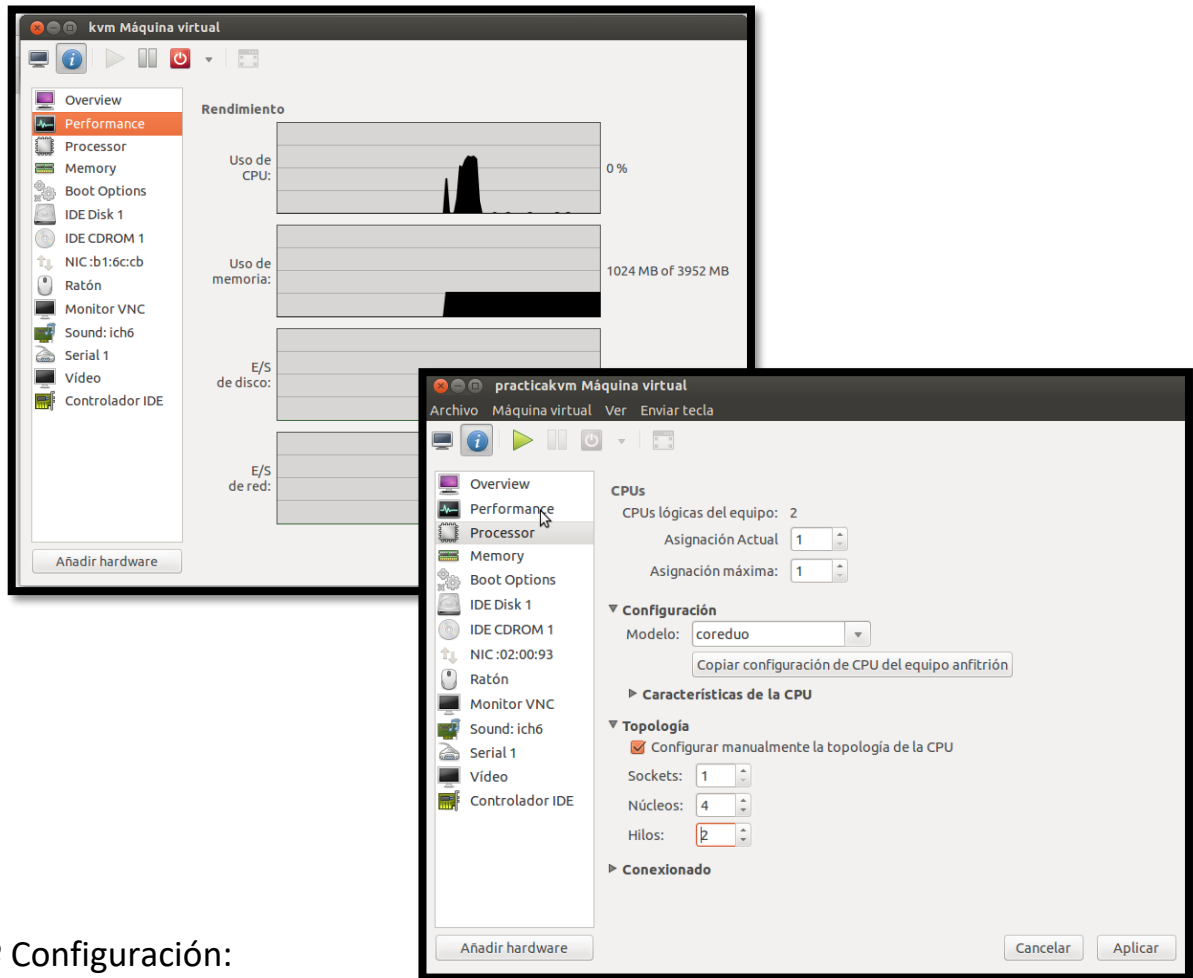 kvm Máquina virtual
Overview
Performance
Processor
Memory
Boot Options
IDE Disk 1
IDE CDROM 1
NIC :b1:6c:cb
Ratón
Monitor VNC
Sound: ich6
Serial 1
Vídeo
Controlador IDE
Añadir hardware
Rendimiento
Uso de
CPU:
0 %
Uso de
memoria:
1024 MB of 3952 MB
E/S
de disco:
E/S
de red:
practicakvm Máquina virtual
Archivo Máquina virtual Ver Enviar tecla
Overview
Performance
Processor
Memory
Boot Options
IDE Disk 1
IDE CDROM 1
NIC :02:00:93
Ratón
Monitor VNC
Sound: ich6
Serial 1
Vídeo
Controlador IDE
Añadir hardware
CPUs
CPUs lógicas del equipo: 2
Asignación Actual 1
Asignación máxima: 1
Configuración
Modelo: coreduo
Copiar configuración de CPU del equipo anfitrión
Características de la CPU
Topología
Configurar manualmente la topología de la CPU
Sockets: 1
Núcleos: 4
Hilos: 2
Conexionado
Cancelar Aplicar
Configuración: